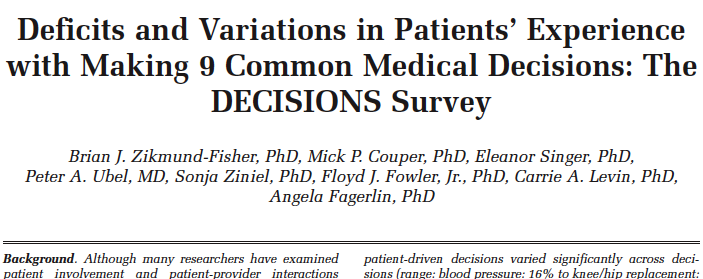 Deficits and Variations in Patients’ Experience
with Making 9 Common Medical Decisions: The
DECISIONS Survey
Brian J. Zikmund-Fisher, PhD, Mick P. Couper, PhD, Eleanor Singer, PhD,
Peter A. Ubel, MD, Sonja Ziniel, PhD, Floyd J. Fowler, Jr., PhD, Carrie A. Levin, PhD,
Angela Fagerlin, PhD
Background. Although many researchers have examined
patient involvement and patient-provider interactions
patient-driven decisions varied significantly across deci-
sions (range: blood pressure: 16% to knee/hip replacement: